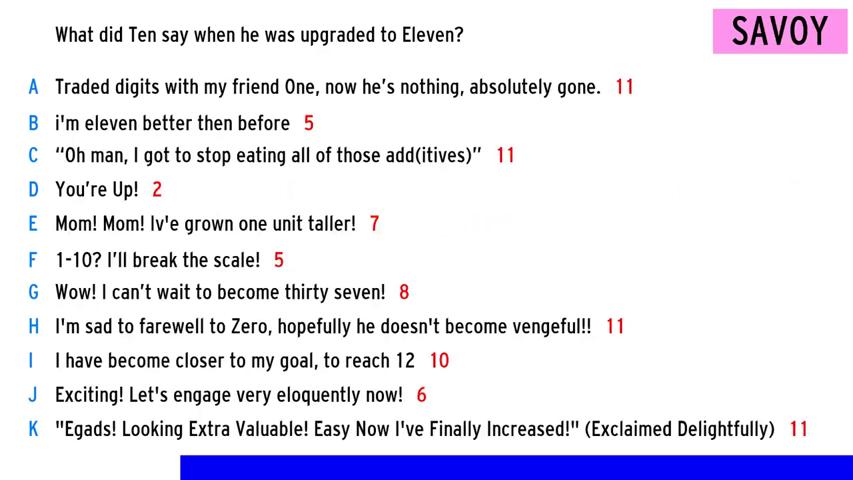 What did Ten say when he was upgraded to Eleven?
SAVOY
A Traded digits with my friend One, now he's nothing, absolutely gone. 11
B i'm eleven better then before 5
C “Oh man, I got to stop eating all of those add(itives)” 11
D You're Up! 2
E Mom! Mom! Iv'e grown one unit taller! 7
F 1-10? I'll break the scale! 5
G Wow! I can't wait to become thirty seven! 8
H I'm sad to farewell to Zero, hopefully he doesn't become vengeful!! 11
I I have become closer to my goal, to reach 12 10
J Exciting! Let's engage very eloquently now! 6
K "Egads! Looking Extra Valuable! Easy Now I've Finally Increased!" (Exclaimed Delightfully) 11